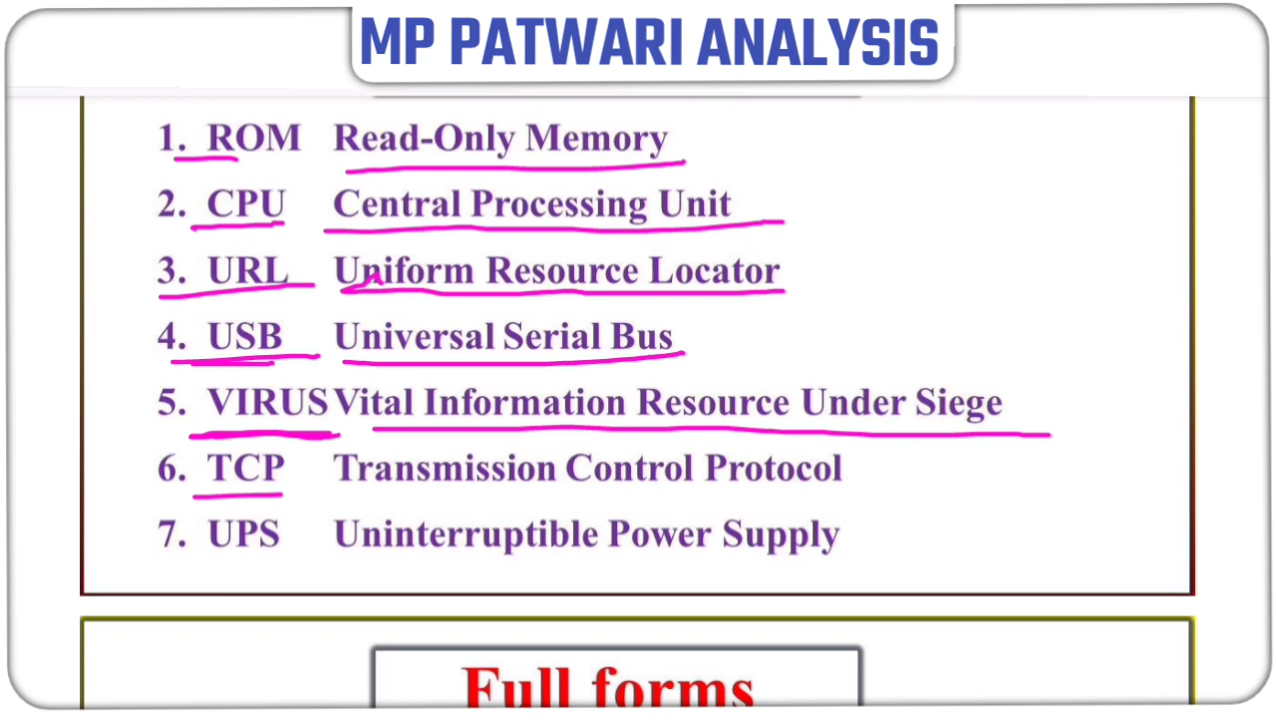 MP PATWARI ANALYSIS
1. ROM Read-Only Memory
2. CPU Central Processing Unit
3. URL Uniform Resource Locator
4. USB Universal Serial Bus
5. VIRUS Vital Information Resource Under Siege
6. TCP Transmission Control Protocol
7. UPS Uninterruptible Power Supply
Full forms